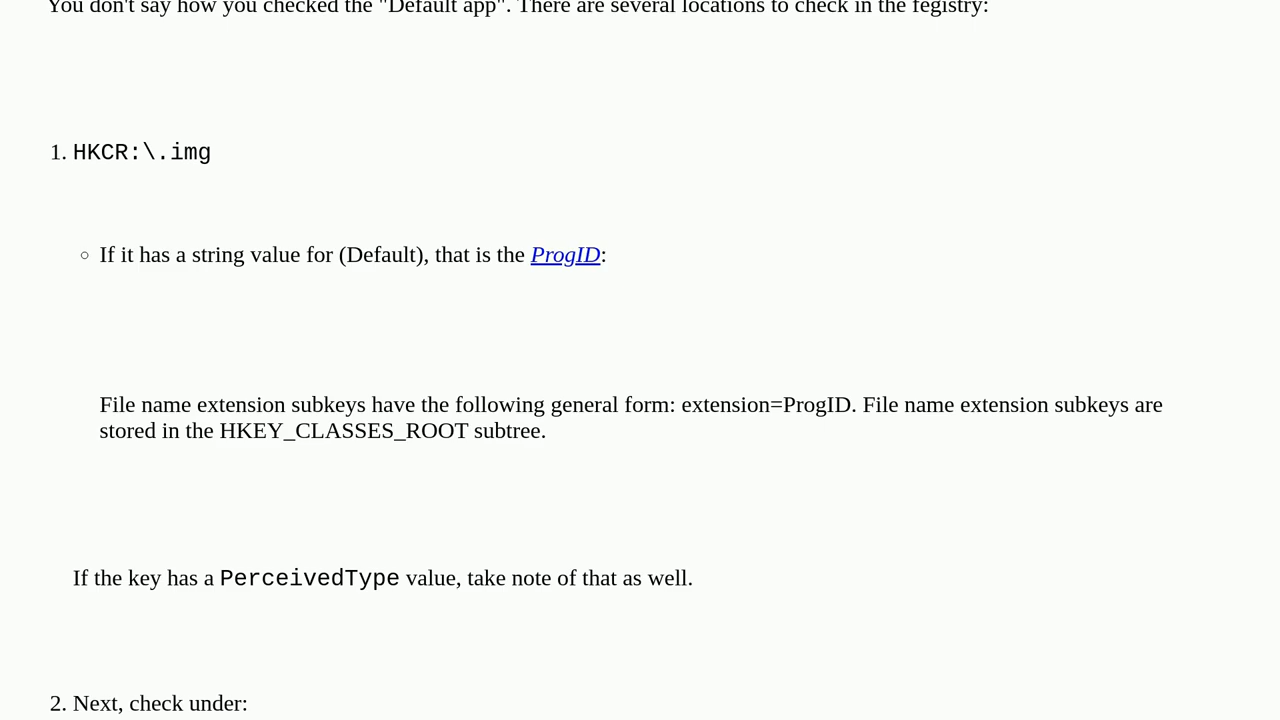 You don't say how you checked the "Default app". There are several locations to check in the fegistry:
1. HKCR:\.img
○ If it has a string value for (Default), that is the ProgID:
File name extension subkeys have the following general form: extension=ProgID. File name extension subkeys are
stored in the HKEY_CLASSES_ROOT subtree.
If the key has a PerceivedType value, take note of that as well.
2. Next, check under: